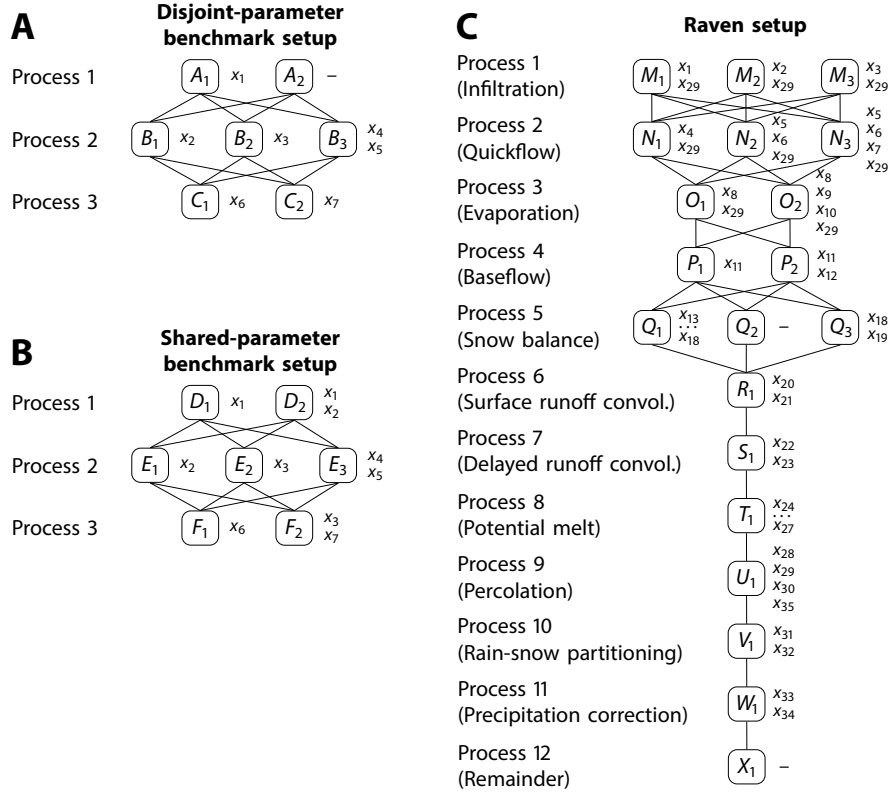 A
Disjoint-parameter
benchmark setup
Process 1
A1 x1 A2 –
Process 2
B1 x2 B2 x3 B3 x4
x5
Process 3
C1 x6 C2 x7
B
Shared-parameter
benchmark setup
Process 1
D1 x1 D2 x1
x2
Process 2
E1 x2 E2 x3 E3 x4
x5
Process 3
F1 x6 F2 x3
x7
C
Raven setup
Process 1
(Infiltration)
M1 x1
x29
M2 x2
x29
M3 x3
x29
Process 2
(Quickflow)
N1 x4
x29
N2 x5
x6
x29
N3 x5
x6
x7
x29
Process 3
(Evaporation)
O1 x8
x29
O2 x8
x9
x10
x29
Process 4
(Baseflow)
P1 x11
P2 x11
x12
Process 5
(Snow balance)
Q1 x13
...
x18
Q2 –
Q3 x18
x19
Process 6
(Surface runoff convol.)
R1 x20
x21
Process 7
(Delayed runoff convol.)
S1 x22
x23
Process 8
(Potential melt)
T1 x24
...
x27
Process 9
(Percolation)
U1 x28
x29
x30
x35
Process 10
(Rain-snow partitioning)
V1 x31
x32
Process 11
(Precipitation correction)
W1 x33
x34
Process 12
(Remainder)
X1 –